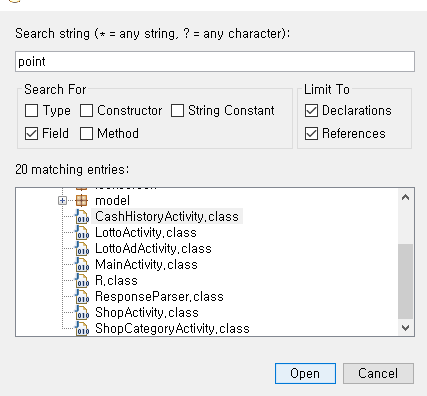 Search string (* = any string, ? = any character):
point
Search For
Type Constructor String Constant
Field Method
Limit To
Declarations
References
20 matching entries:
model
CashHistoryActivity.class
LottoActivity.class
LottoAdActivity.class
MainActivity.class
R.class
ResponseParser.class
ShopActivity.class
ShopCategoryActivity.class
Open Cancel